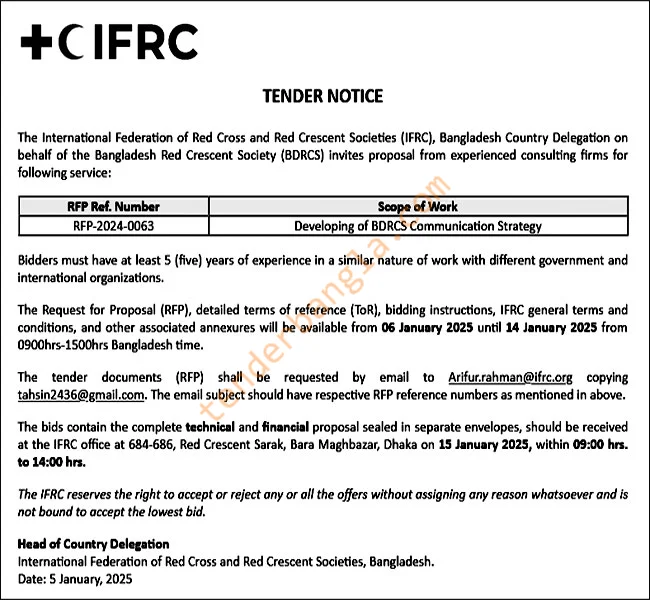 IFRC
TENDER NOTICE
The International Federation of Red Cross and Red Crescent Societies (IFRC), Bangladesh Country Delegation on
behalf of the Bangladesh Red Crescent Society (BDRCS) invites proposal from experienced consulting firms for
following service:
RFP Ref. Number Scope of Work
RFP-2024-0063 Developing of BDRCS Communication Strategy
Bidders must have at least 5 (five) years of experience in a similar nature of work with different government and
international organizations.
The Request for Proposal (RFP), detailed terms of reference (ToR), bidding instructions, IFRC general terms and
conditions, and other associated annexures will be available from 06 January 2025 until 14 January 2025 from
0900hrs-1500hrs Bangladesh time.
The tender documents (RFP) shall be requested by email to Arifur.rahman@ifrc.org copying
tahsin2436@gmail.com. The email subject should have respective RFP reference numbers as mentioned in above.
The bids contain the complete technical and financial proposal sealed in separate envelopes, should be received
at the IFRC office at 684-686, Red Crescent Sarak, Bara Maghbazar, Dhaka on 15 January 2025, within 09:00 hrs.
to 14:00 hrs.
The IFRC reserves the right to accept or reject any or all the offers without assigning any reason whatsoever and is
not bound to accept the lowest bid.
Head of Country Delegation
International Federation of Red Cross and Red Crescent Societies, Bangladesh.
Date: 5 January, 2025
tenderbangla.com